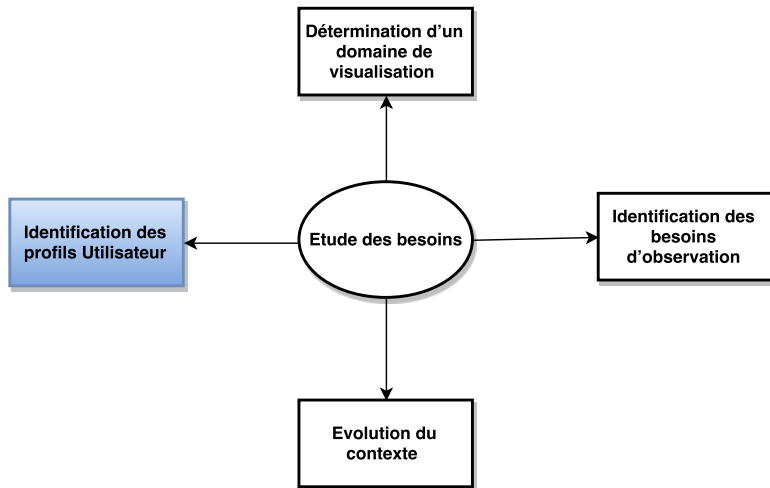 Détermination d'un
domaine de
visualisation
Identification des
profils Utilisateur
Etude des besoins
Identification des
besoins
d'observation
Evolution du
contexte